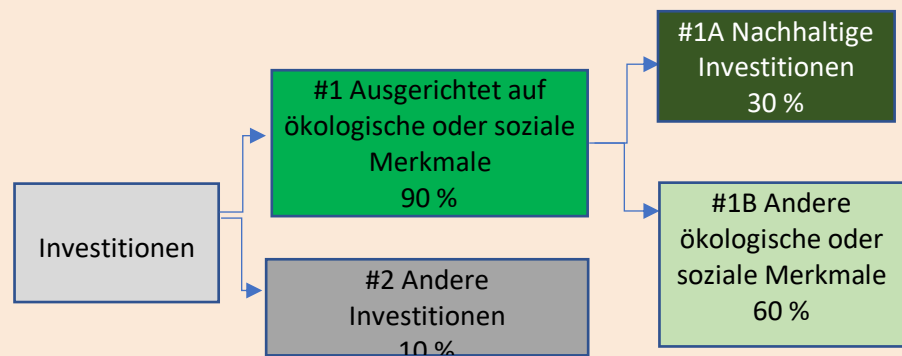 Investitionen
#1 Ausgerichtet auf
ökologische oder soziale
Merkmale
90 %
#2 Andere
Investitionen
10 %
#1A Nachhaltige
Investitionen
30 %
#1B Andere
ökologische oder
soziale Merkmale
60 %